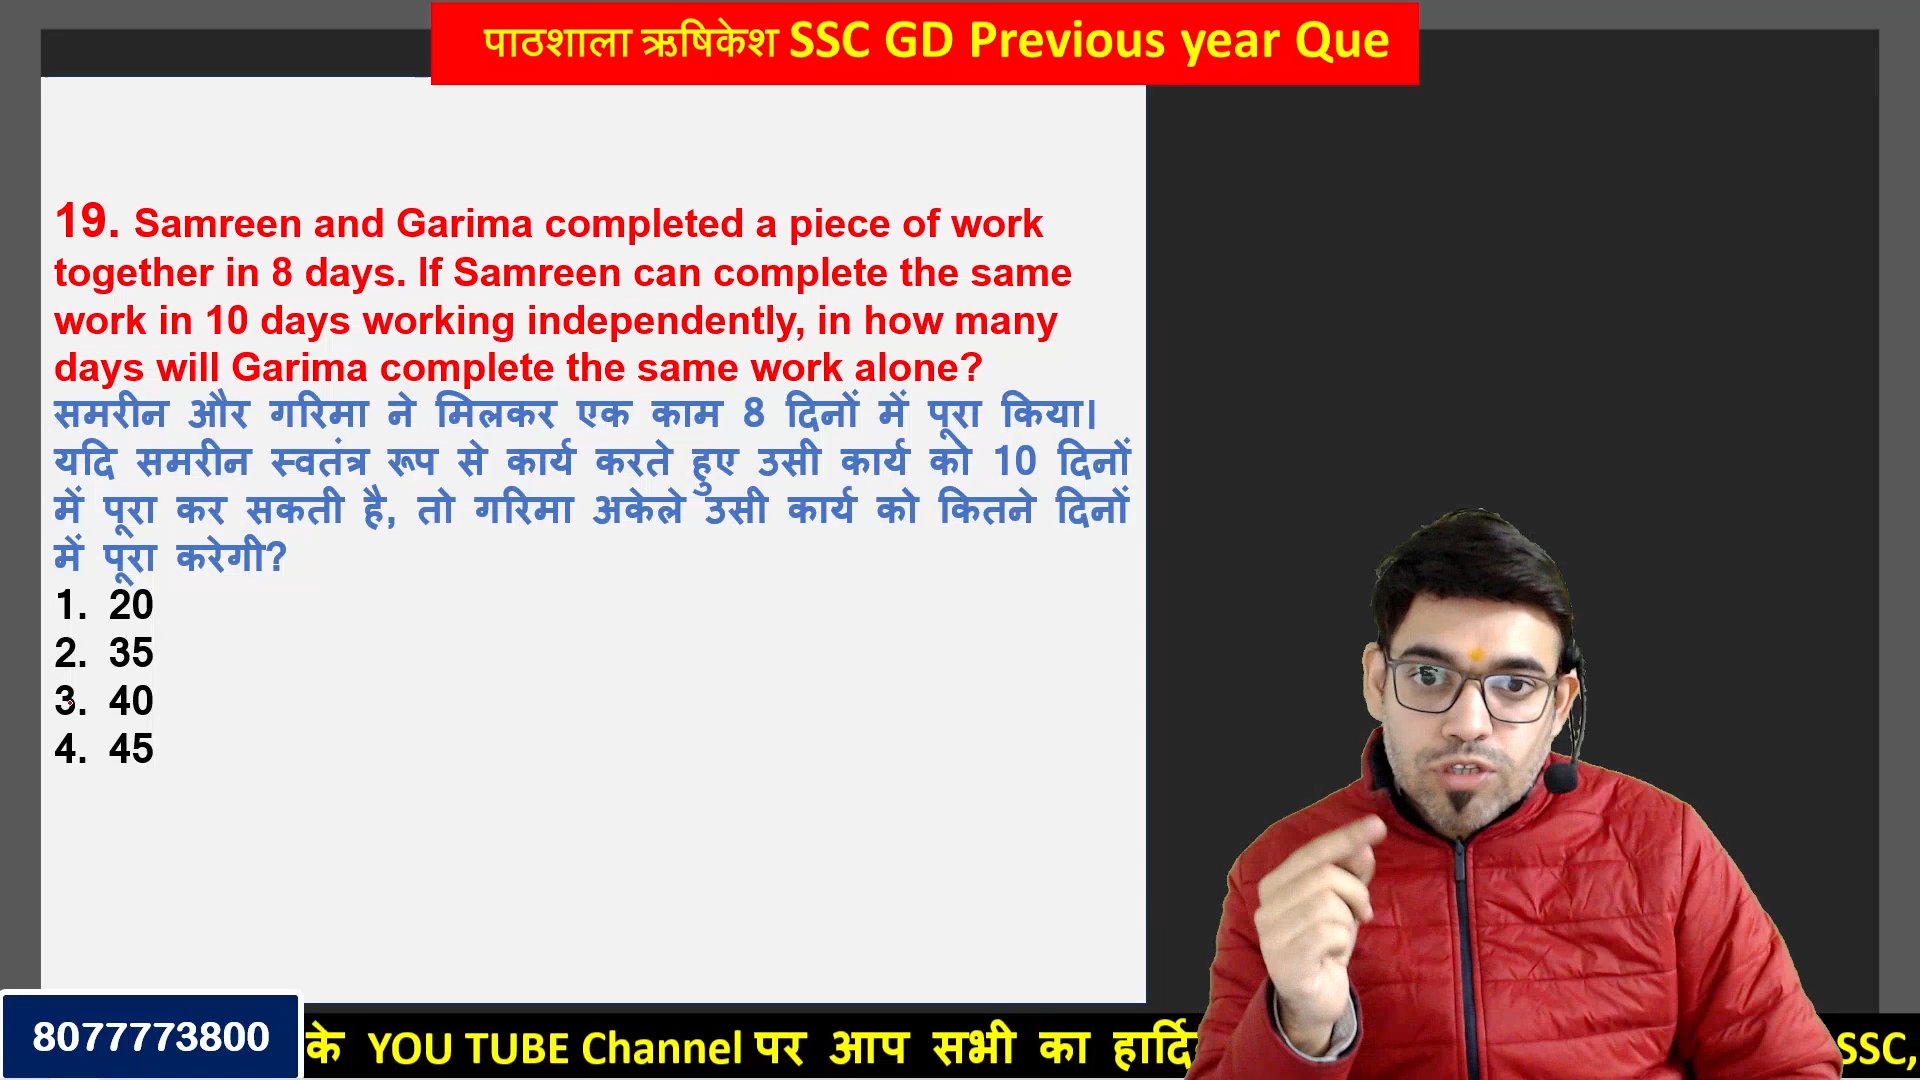 पाठशाला ऋषिकेश SSC GD Previous year Que
19. Samreen and Garima completed a piece of work
together in 8 days. If Samreen can complete the same
work in 10 days working independently, in how many
days will Garima complete the same work alone?
समरीन और गरिमा ने मिलकर एक काम 8 दिनों में पूरा किया।
यदि समरीन स्वतंत्र रूप से कार्य करते हुए उसी कार्य को 10 दिनों
में पूरा कर सकती है, तो गरिमा अकेले उसी कार्य को कितने दिनों
में पूरा करेगी?
1. 20
2. 35
3. 40
4. 45
8077773800 के YOU TUBE Channel पर आप सभी का SSC,